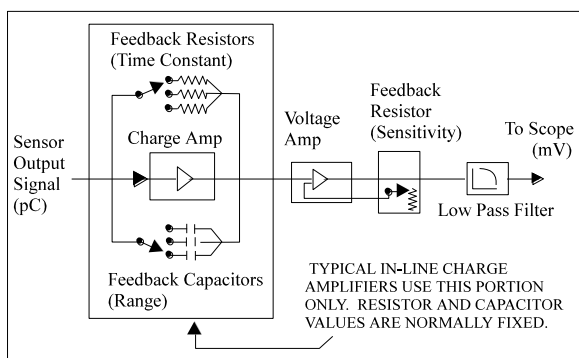 Feedback Resistors
(Time Constant)
Charge Amp
Sensor
Output
Signal
(pC)
Feedback Capacitors
(Range)
Voltage
Amp
Feedback
Resistor
(Sensitivity)
To Scope
(mV)
Low Pass Filter
TYPICAL IN-LINE CHARGE
AMPLIFIERS USE THIS PORTION
ONLY. RESISTOR AND CAPACITOR
VALUES ARE NORMALLY FIXED.